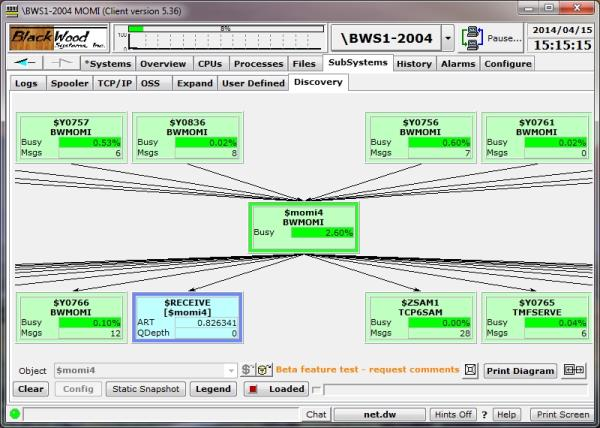 \BWS1-2004 MOMI (Client version 5.36)
BlackWood
Systems, Inc.
100
0
8%
\BWS1-2004
Pause...
2014/04/15
15:15:15
*Systems Overview CPUs Processes Files SubSystems History Alarms Configure
Logs Spooler TCP/IP OSS Expand User Defined Discovery
$Y0757
BWMOMI
Busy 0.53%
Msgs 6
$Y0836
BWMOMI
Busy 0.02%
Msgs 8
$Y0756
BWMOMI
Busy 0.60%
Msgs 7
$Y0761
BWMOMI
Busy 0.02%
Msgs 0
$momi4
BWMOMI
Busy 2.60%
$Y0766
BWMOMI
Busy 0.10%
Msgs 12
$RECEIVE
[$momi4]
ART 0.826341
QDepth 0
$ZSAM1
TCP6SAM
Busy 0.00%
Msgs 28
$Y0765
TMFSERVE
Busy 0.04%
Msgs 6
Object $momi4 Beta feature test - request comments Print Diagram
Clear Config Static Snapshot Legend Loaded
Chat net.dw Hints Off ? Help Print Screen